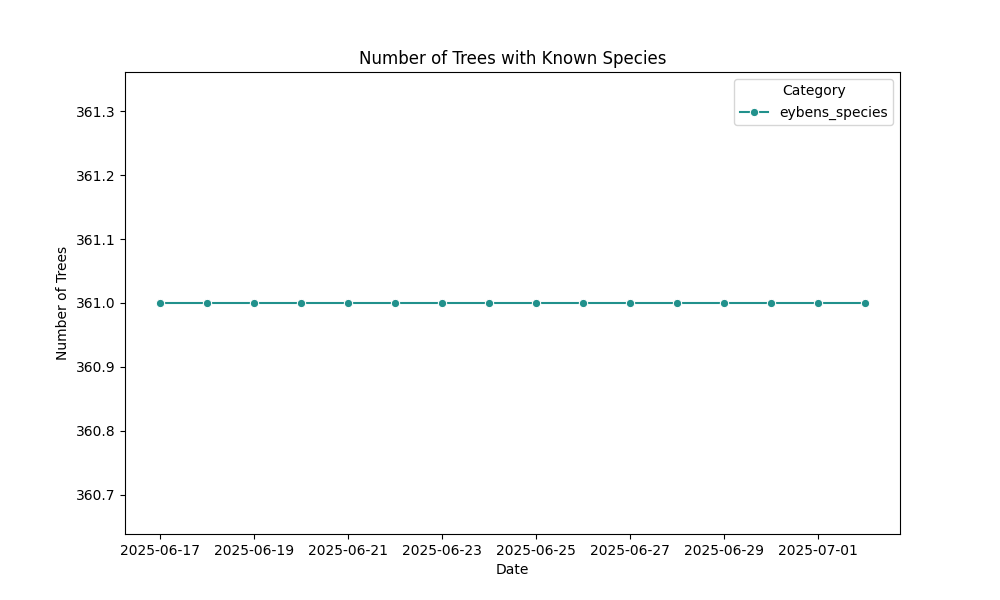 Number of Trees with Known Species
Category
eybens_species
361.3
361.2
361.1
361.0
360.9
360.8
360.7
Number of Trees
2025-06-17 2025-06-19 2025-06-21 2025-06-23 2025-06-25 2025-06-27 2025-06-29 2025-07-01
Date